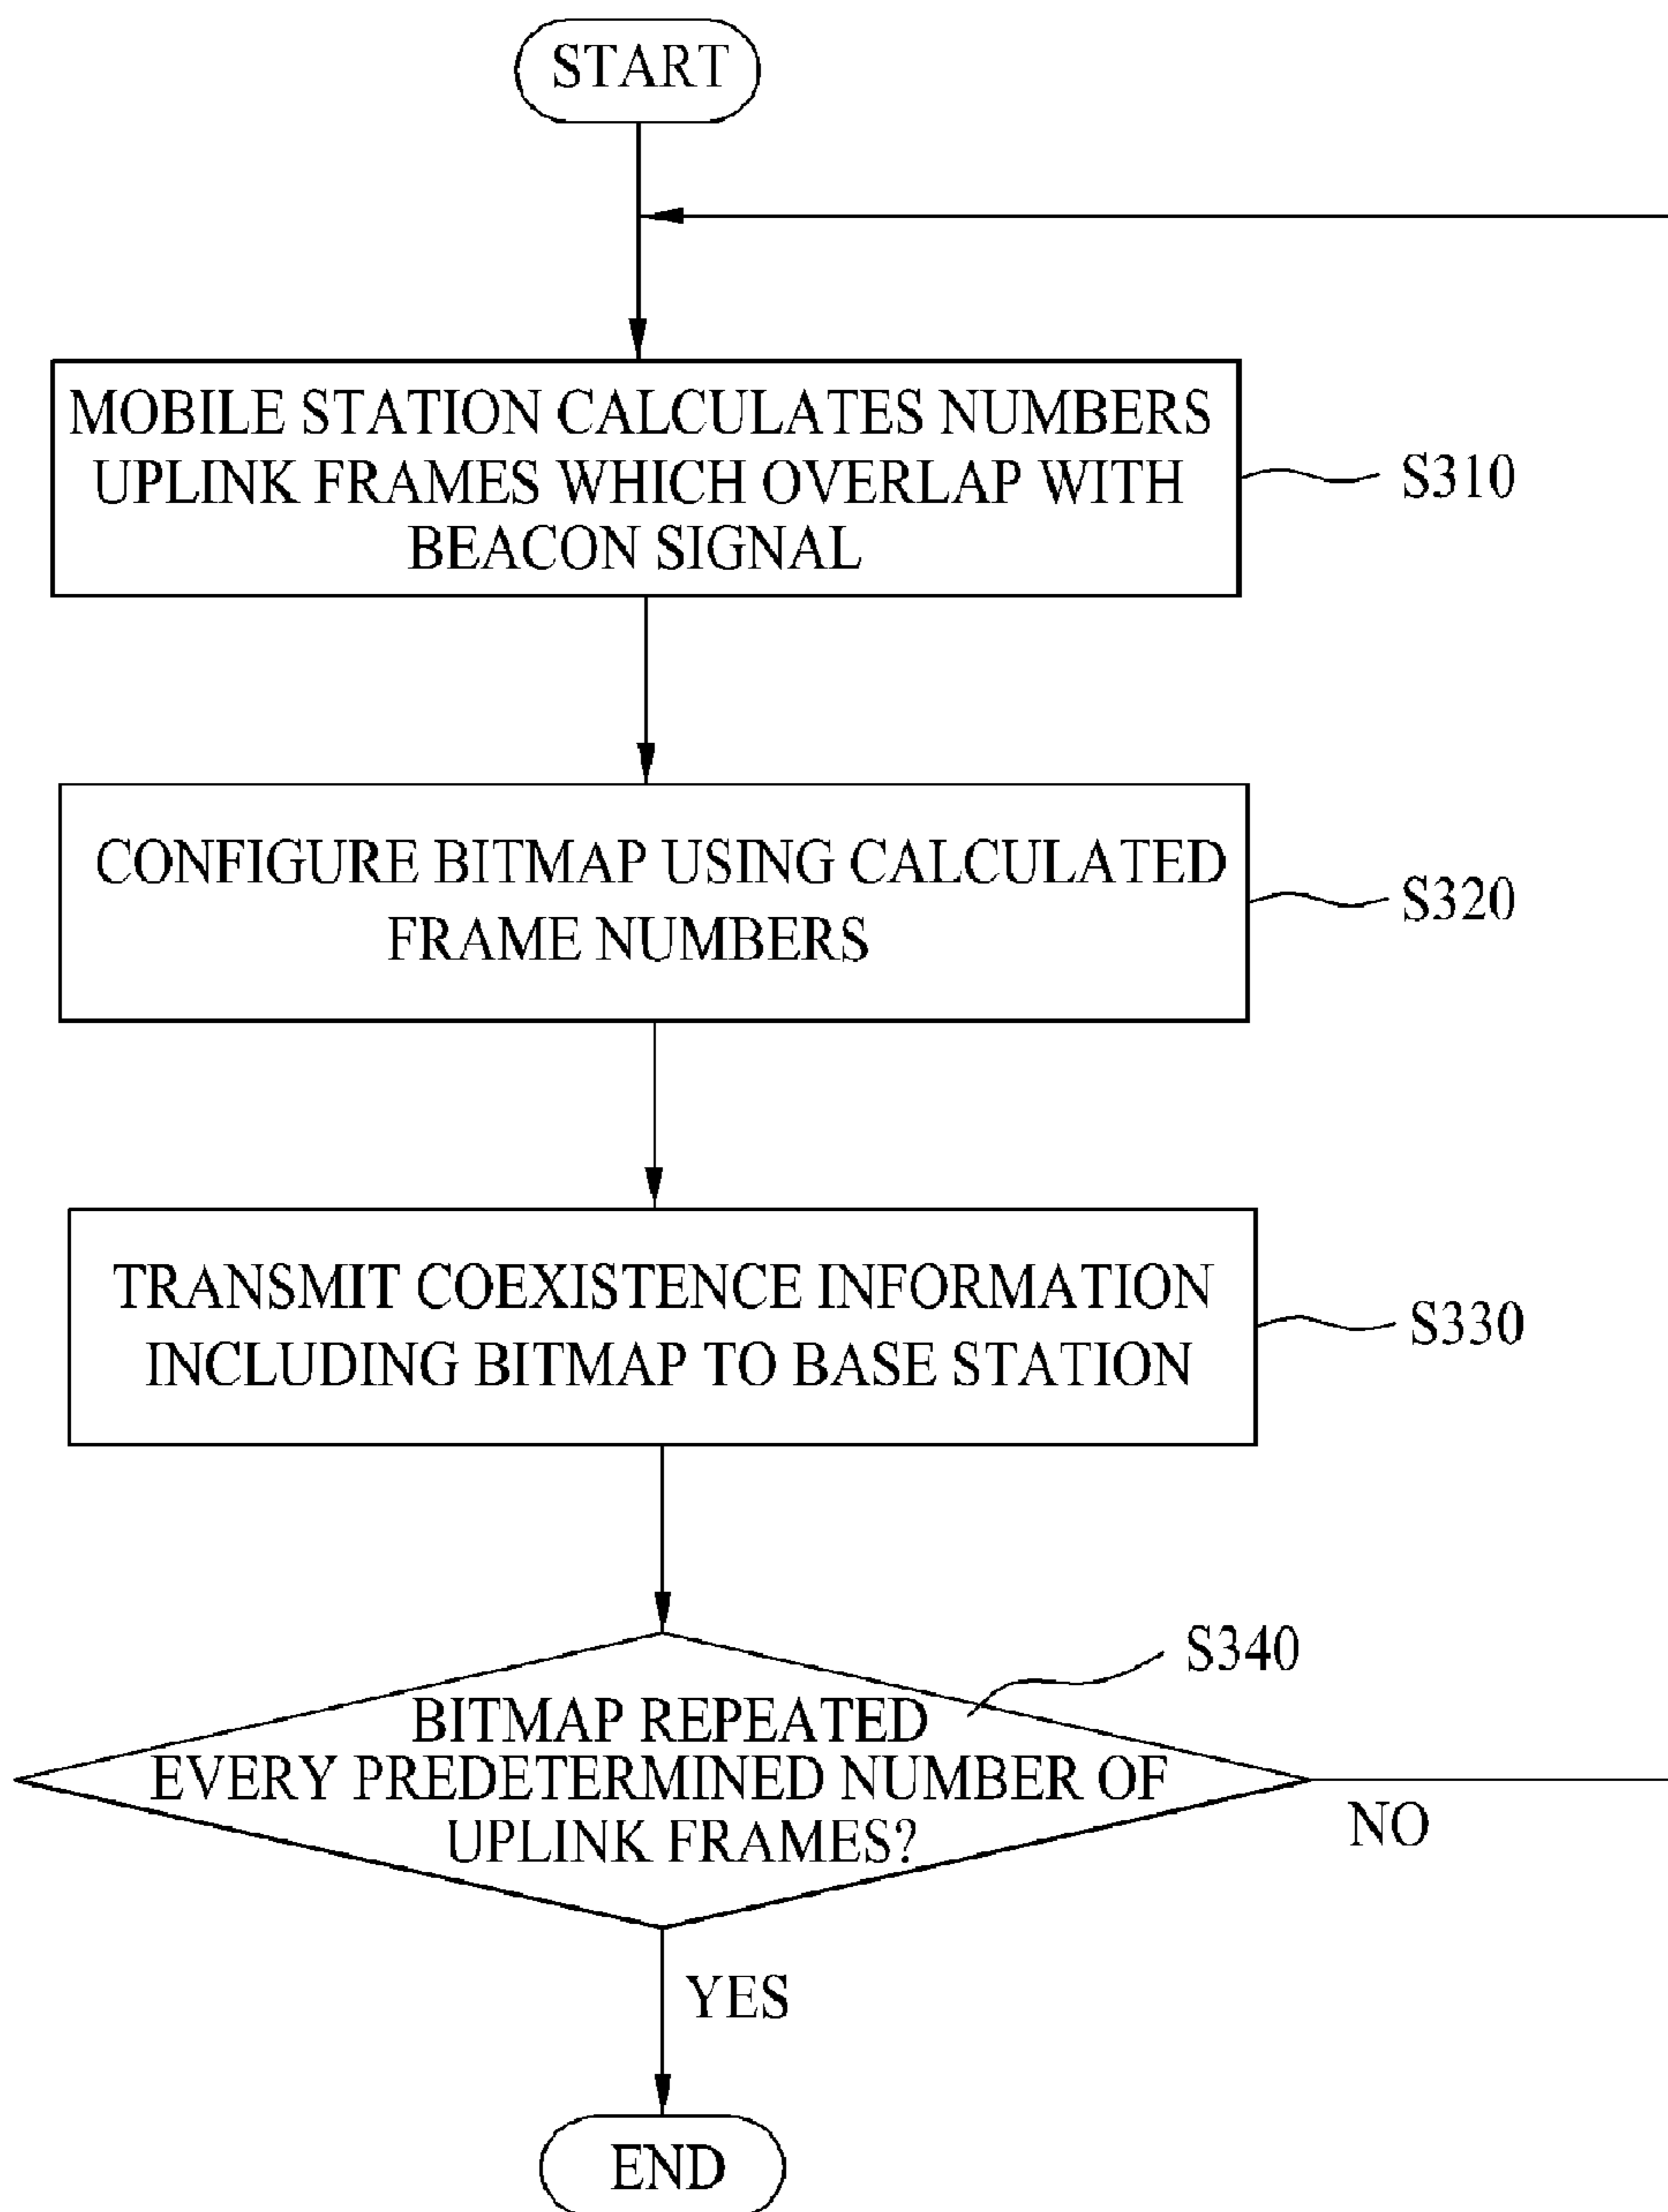 START
MOBILE STATION CALCULATES NUMBERS
UPLINK FRAMES WHICH OVERLAP WITH
BEACON SIGNAL
S310
CONFIGURE BITMAP USING CALCULATED
FRAME NUMBERS
S320
TRANSMIT COEXISTENCE INFORMATION
INCLUDING BITMAP TO BASE STATION
S330
S340
BITMAP REPEATED
EVERY PREDETERMINED NUMBER OF
UPLINK FRAMES?
NO
YES
END